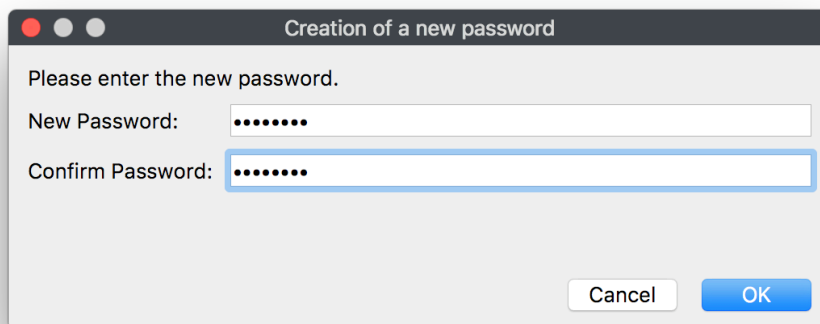 Creation of a new password
Please enter the new password.
New Password: ••••••••
Confirm Password: ••••••••
Cancel OK